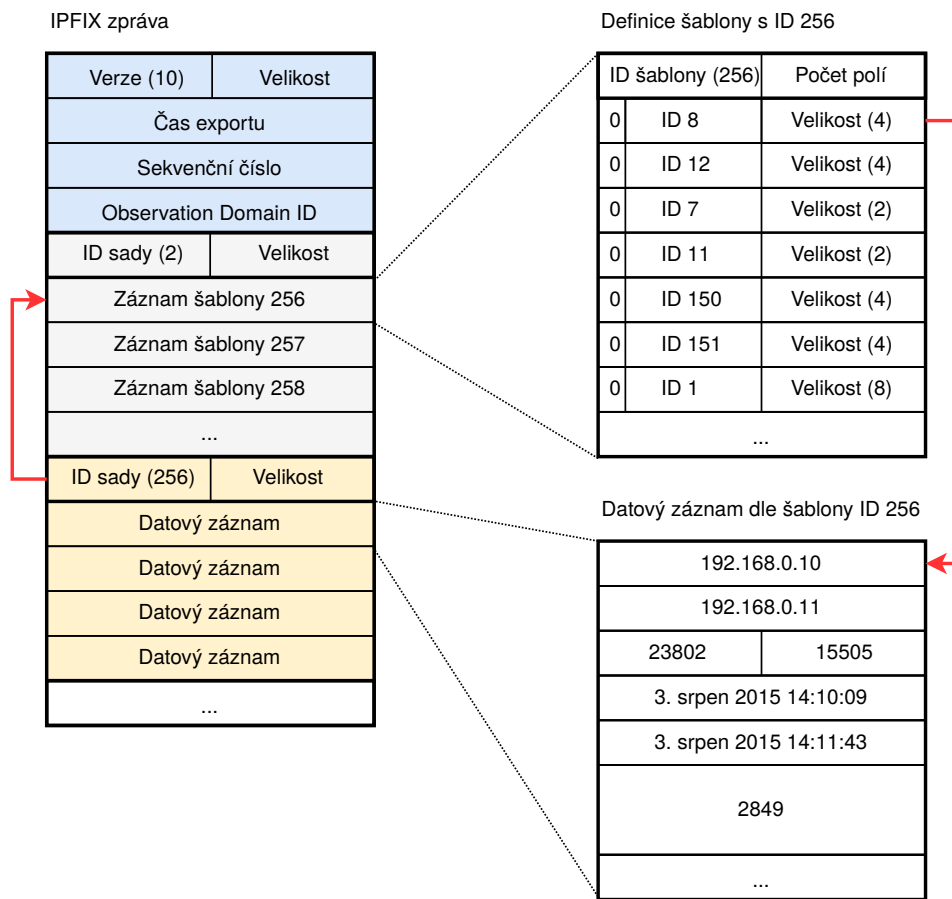 IPFIX zpráva
Verze (10) Velikost
Čas exportu
Sekvenční číslo
Observation Domain ID
ID sady (2) Velikost
Záznam šablony 256
Záznam šablony 257
Záznam šablony 258
...
ID sady (256) Velikost
Datový záznam
Datový záznam
Datový záznam
Datový záznam
...
Definice šablony s ID 256
ID šablony (256) Počet polí
0 ID 8 Velikost (4)
0 ID 12 Velikost (4)
0 ID 7 Velikost (2)
0 ID 11 Velikost (2)
0 ID 150 Velikost (4)
0 ID 151 Velikost (4)
0 ID 1 Velikost (8)
...
Datový záznam dle šablony ID 256
192.168.0.10
192.168.0.11
23802 15505
3. srpen 2015 14:10:09
3. srpen 2015 14:11:43
2849
...